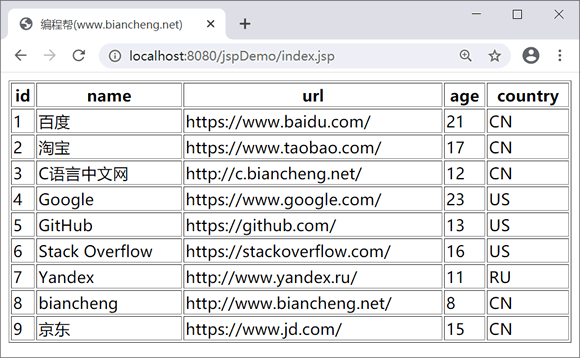 编程帮(www.biancheng.net)
localhost:8080/jspDemo/index.jsp
id name url age country
1 百度 https://www.baidu.com/ 21 CN
2 淘宝 https://www.taobao.com/ 17 CN
3 C语言中文网 http://c.biancheng.net/ 12 CN
4 Google https://www.google.com/ 23 US
5 GitHub https://github.com/ 13 US
6 Stack Overflow https://stackoverflow.com/ 16 US
7 Yandex http://www.yandex.ru/ 11 RU
8 biancheng http://www.biancheng.net/ 8 CN
9 京东 https://www.jd.com/ 15 CN